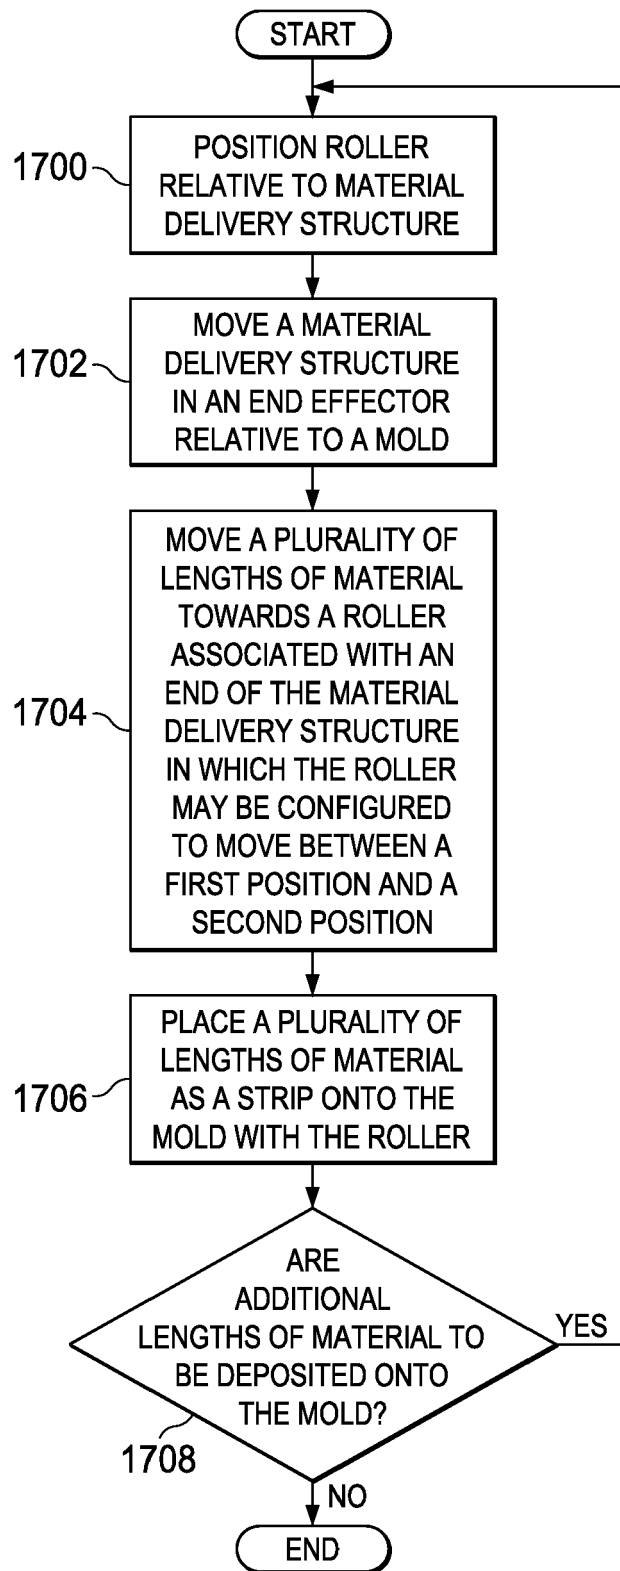 START
1700
POSITION ROLLER
RELATIVE TO MATERIAL
DELIVERY STRUCTURE
1702
MOVE A MATERIAL
DELIVERY STRUCTURE
IN AN END EFFECTOR
RELATIVE TO A MOLD
1704
MOVE A PLURALITY OF
LENGTHS OF MATERIAL
TOWARDS A ROLLER
ASSOCIATED WITH AN
END OF THE MATERIAL
DELIVERY STRUCTURE
IN WHICH THE ROLLER
MAY BE CONFIGURED
TO MOVE BETWEEN A
FIRST POSITION AND A
SECOND POSITION
1706
PLACE A PLURALITY OF
LENGTHS OF MATERIAL
AS A STRIP ONTO THE
MOLD WITH THE ROLLER
ARE
ADDITIONAL
LENGTHS OF MATERIAL TO
BE DEPOSITED ONTO
THE MOLD?
YES
1708
NO
END